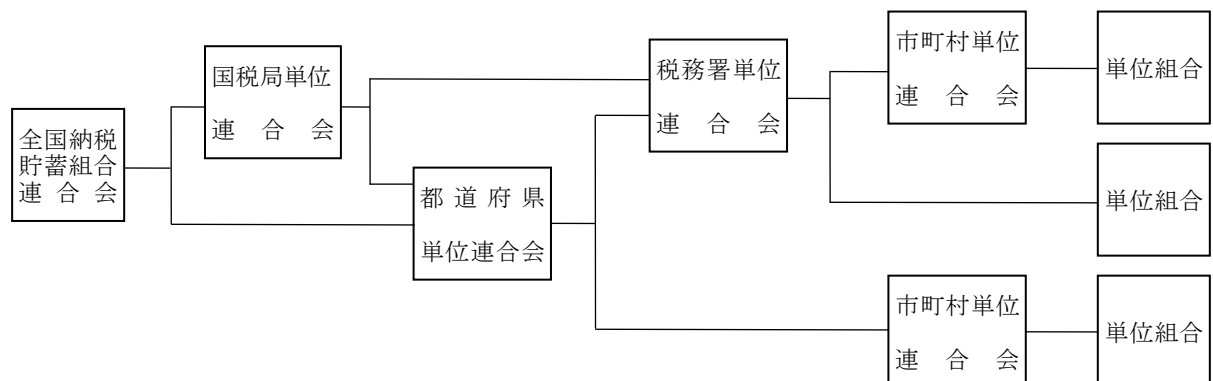 全国納税
貯蓄組合
連合会
国税局単位
連合会
都道府県
単位連合会
税務署単位
連合会
市町村単位
連合会
単位組合
単位組合
市町村単位
連合会
単位組合